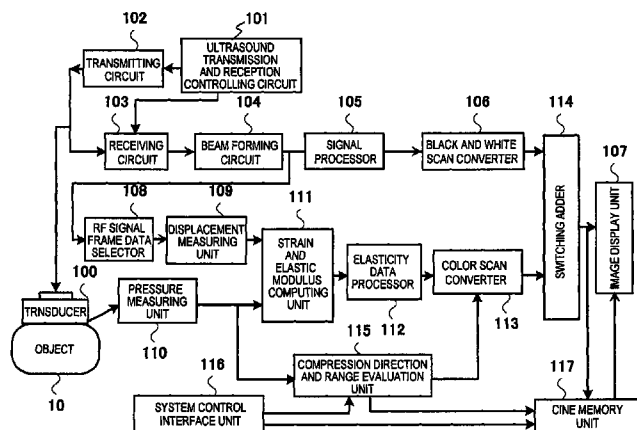 102
101
TRANSMITTING
CIRCUIT
ULTRASOUND
TRANSMISSION
AND RECEPTION
CONTROLLING CIRCUIT
103
104
105
106
114
RECEIVING
CIRCUIT
BEAM FORMING
CIRCUIT
SIGNAL
PROCESSOR
BLACK AND WHITE
SCAN CONVERTER
107
108
109
111
SWITCHING ADDER
IMAGE DISPLAY UNIT
RF SIGNAL
FRAME DATA
SELECTOR
DISPLACEMENT
MEASURING
UNIT
STRAIN
AND
ELASTIC
MODULUS
COMPUTING
UNIT
ELASTICITY
DATA
PROCESSOR
COLOR SCAN
CONVERTER
100
TRNSDUCER
PRESSURE
MEASURING
UNIT
112
113
OBJECT
110
115
10
COMPRESSION DIRECTION
AND RANGE EVALUATION
UNIT
116
117
SYSTEM CONTROL
INTERFACE UNIT
CINE MEMORY
UNIT